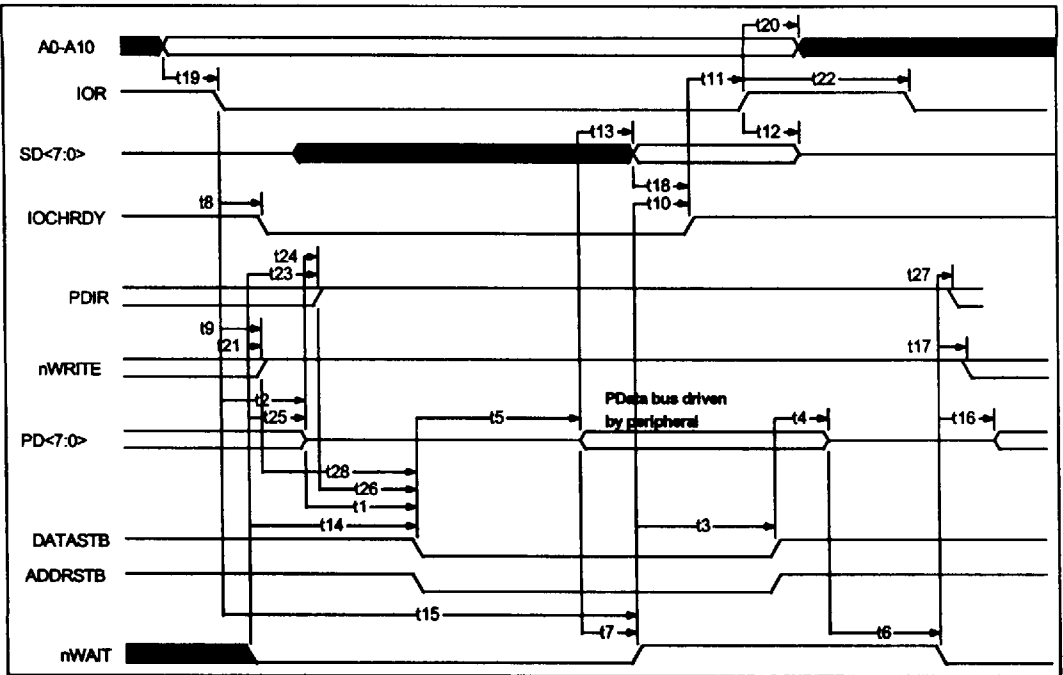 t20
A0-A10
t19
t11
t22
IOR
t13
t12
SD<7:0>
t18
t8
t10
IOCHRDY
t24
t23
t27
PDIR
t9
t21
t17
nWRITE
t2
t5
PData bus driven
by peripheral
t4
t25
t16
PD<7:0>
t28
t26
t1
t14
t3
DATASTB
ADDRSTB
t15
t7
t6
nWAIT